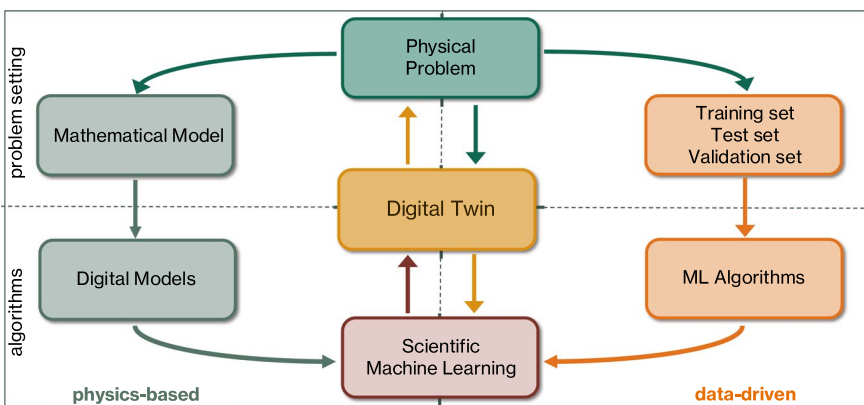 problem setting
Physical
Problem
Mathematical Model
Training set
Test set
Validation set
Digital Twin
algorithms
Digital Models
ML Algorithms
Scientific
Machine Learning
physics-based
data-driven